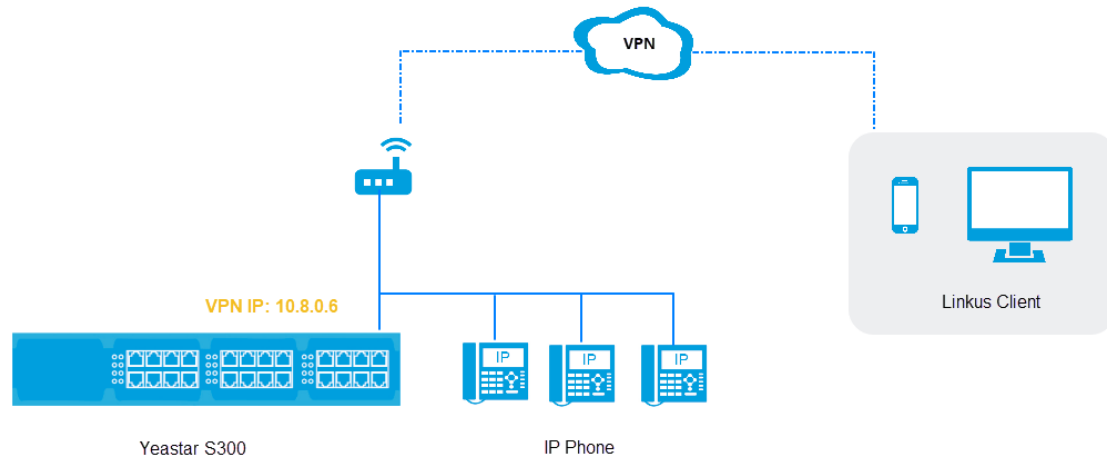 VPN
VPN IP: 10.8.0.6
Linkus Client
IP
IP
IP
Yeastar S300
IP Phone